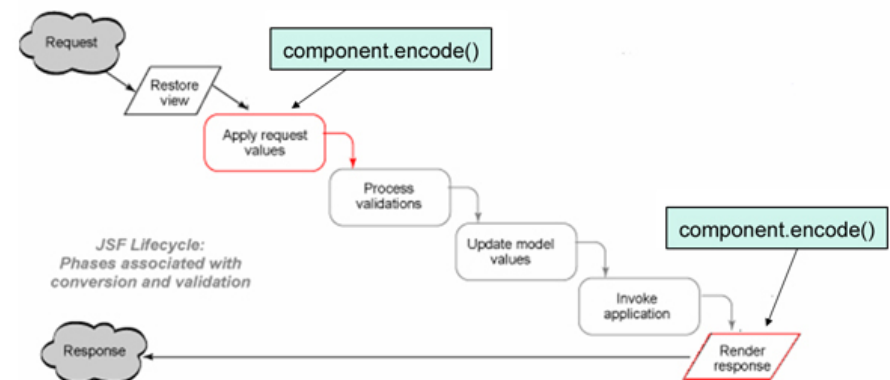 Request
component.encode()
Restore
view
Apply request
values
Process
validations
component.encode()
JSF Lifecycle:
Phases associated with
conversion and validation
Update model
values
Invoke
application
Response
Render
response